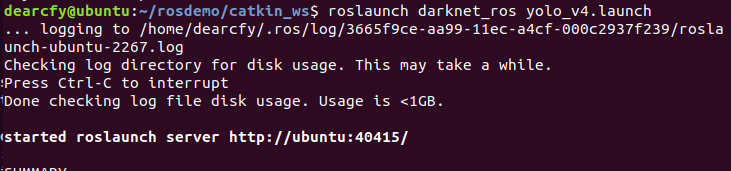 dearcfy@ubuntu:~/rosdemo/catkin_ws$ roslaunch darknet_ros yolo_v4.launch
... logging to /home/dearcfy/.ros/log/3665f9ce-aa99-11ec-a4cf-000c2937f239/rosla
unch-ubuntu-2267.log
Checking log directory for disk usage. This may take a while.
Press Ctrl-C to interrupt
Done checking log file disk usage. Usage is <1GB.
started roslaunch server http://ubuntu:40415/
SUMMARY